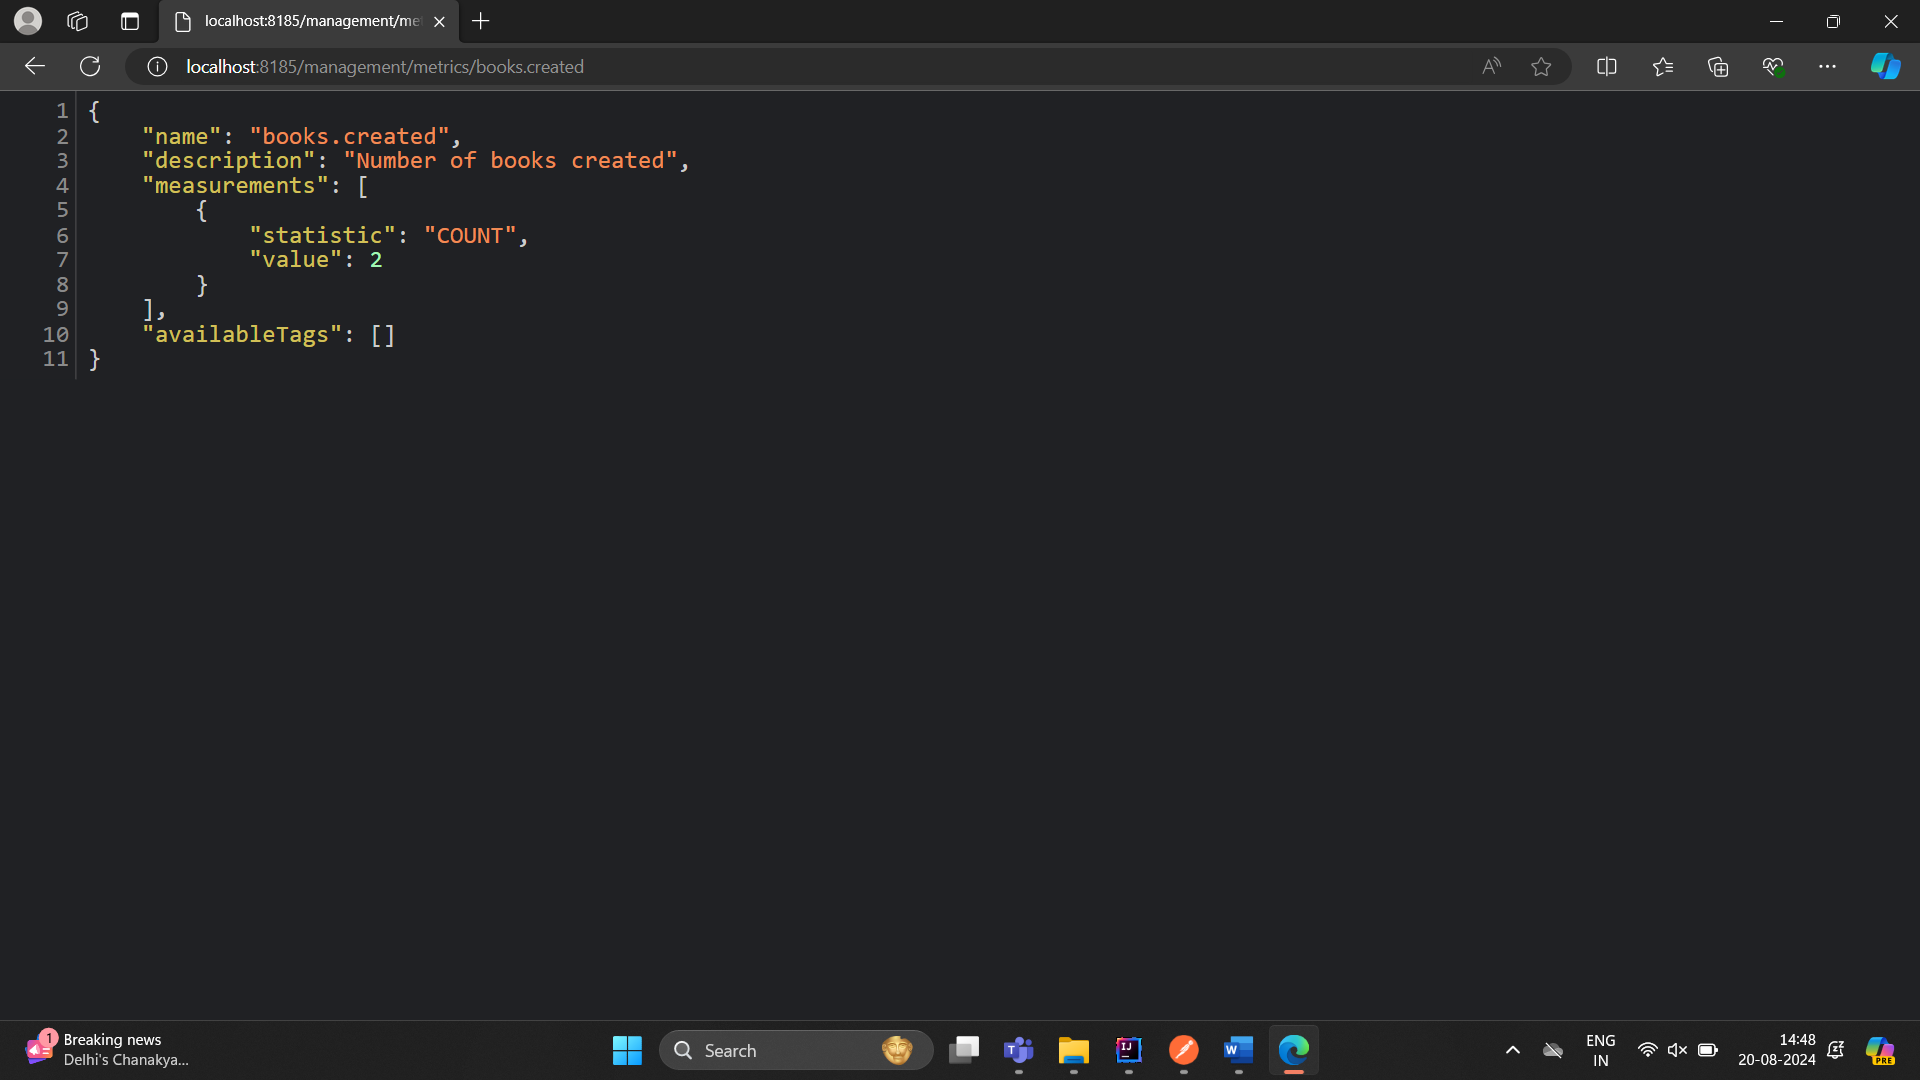 localhost:8185/management/me
localhost:8185/management/metrics/books.created
1 {
2 "name": "books.created",
3 "description": "Number of books created",
4 "measurements": [
5 {
6 "statistic": "COUNT",
7 "value": 2
8 }
9 ],
10 "availableTags": []
11 }
1
Breaking news
Delhi's Chanakya...
Search
T
IJ
W
ENG
IN
14:48
20-08-2024
PRE